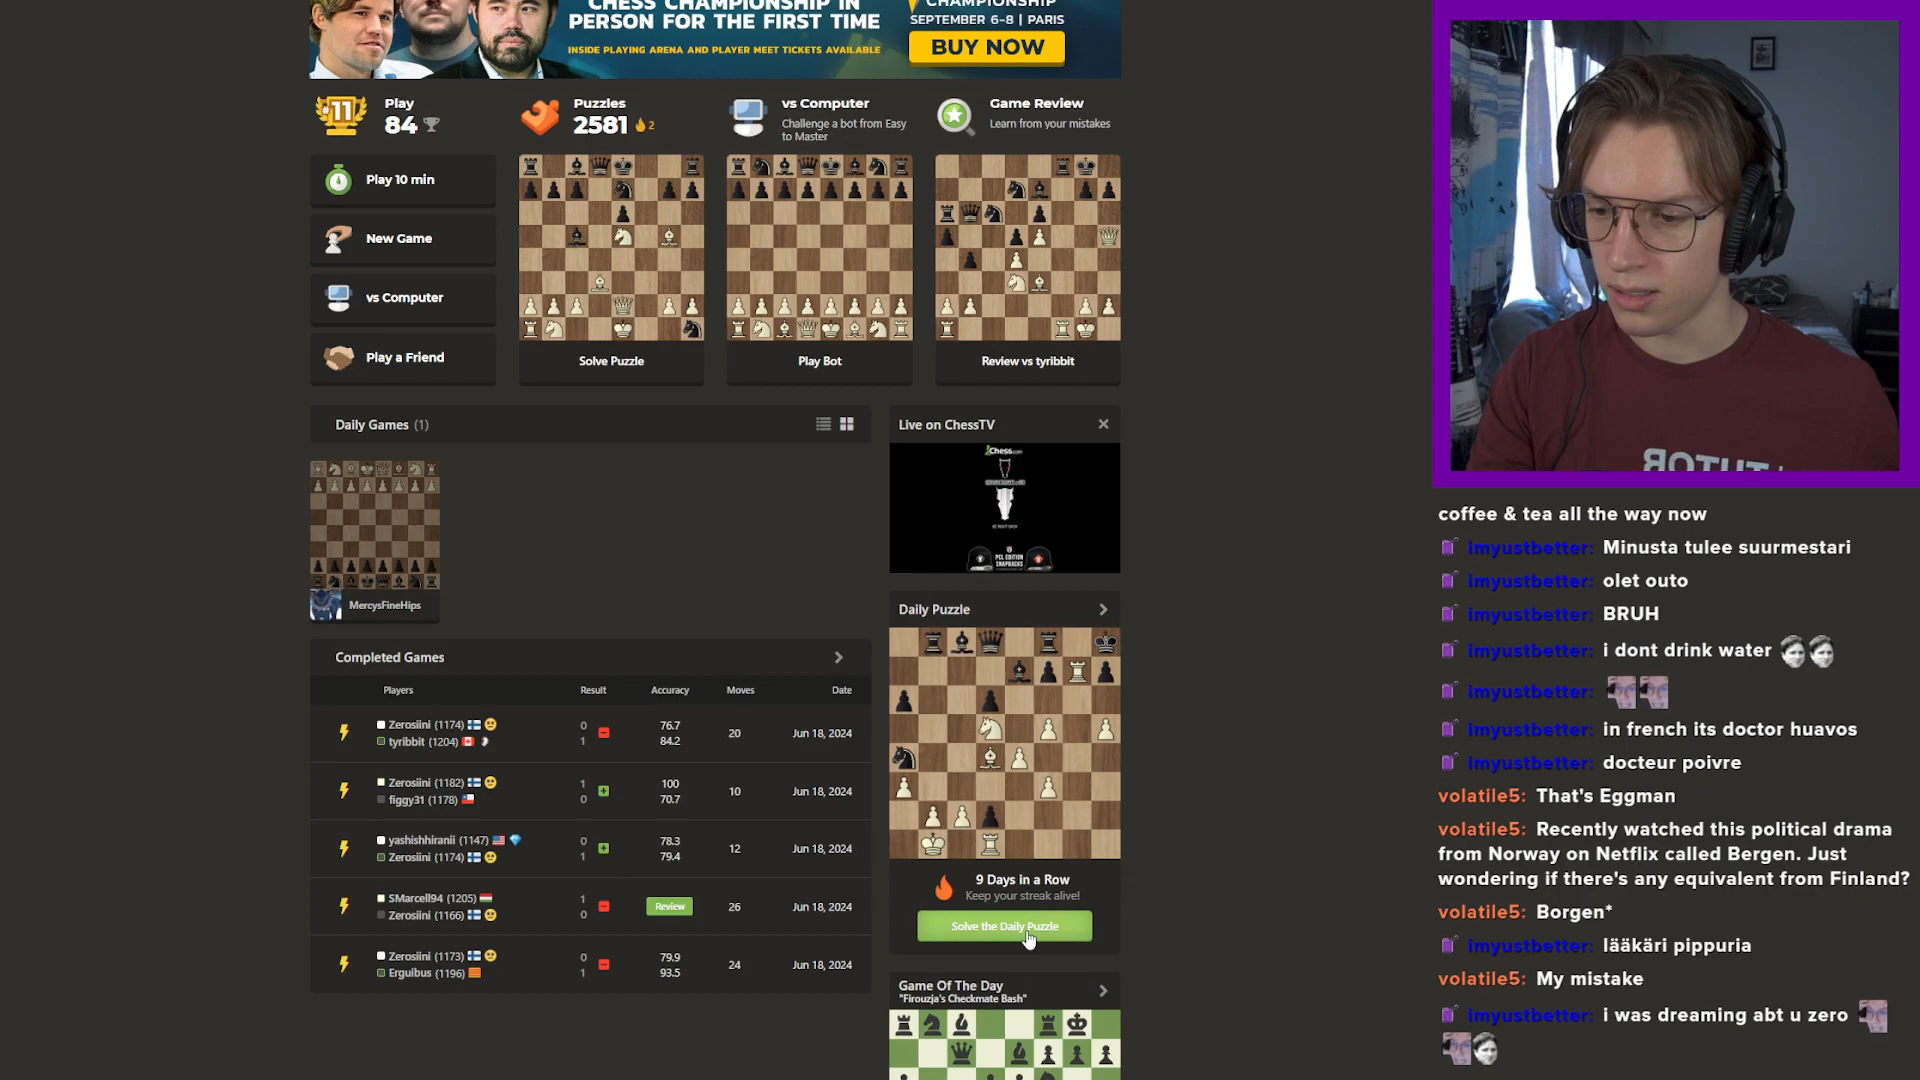 CHESS CHAMPIONSHIP IN
PERSON FOR THE FIRST TIME
INSIDE PLAYING ARENA AND PLAYER MEET TICKETS AVAILABLE
CHAMPIONSHIP
SEPTEMBER 6-8 | PARIS
BUY NOW
#11
Play
84
Puzzles
2581 2
vs Computer
Challenge a bot from Easy
to Master
Game Review
Learn from your mistakes
Play 10 min
New Game
vs Computer
Play a Friend
Solve Puzzle
Play Bot
Review vs tyribbit
Daily Games (1)
MercysFineHips
Live on ChessTV
Chess.com
Completed Games
Players Result Accuracy Moves Date
Zerosiini (1174) 0 76.7
tyribbit (1204) 1 84.2
20 Jun 18, 2024
Zerosiini (1182) 1 100
figgy31 (1178) 0 70.7
10 Jun 18, 2024
yashishhiranii (1147) 0 78.3
Zerosiini (1174) 1 79.4
12 Jun 18, 2024
SMarcell94 (1205) 1
Zerosiini (1166) 0
Review 26 Jun 18, 2024
Zerosiini (1173) 0 79.9
Erguibus (1196) 1 93.5
24 Jun 18, 2024
Daily Puzzle
9 Days in a Row
Keep your streak alive!
Solve the Daily Puzzle
Game Of The Day
"Firouzja's Checkmate Bash"
coffee & tea all the way now
imyustbetter: Minusta tulee suurmestari
imyustbetter: olet outo
imyustbetter: BRUH
imyustbetter: i dont drink water
imyustbetter:
imyustbetter: in french its doctor huavos
imyustbetter: docteur poivre
volatile5: That's Eggman
volatile5: Recently watched this political drama
from Norway on Netflix called Bergen. Just
wondering if there's any equivalent from Finland?
volatile5: Borgen*
imyustbetter: lääkäri pippuria
volatile5: My mistake
imyustbetter: i was dreaming abt u zero